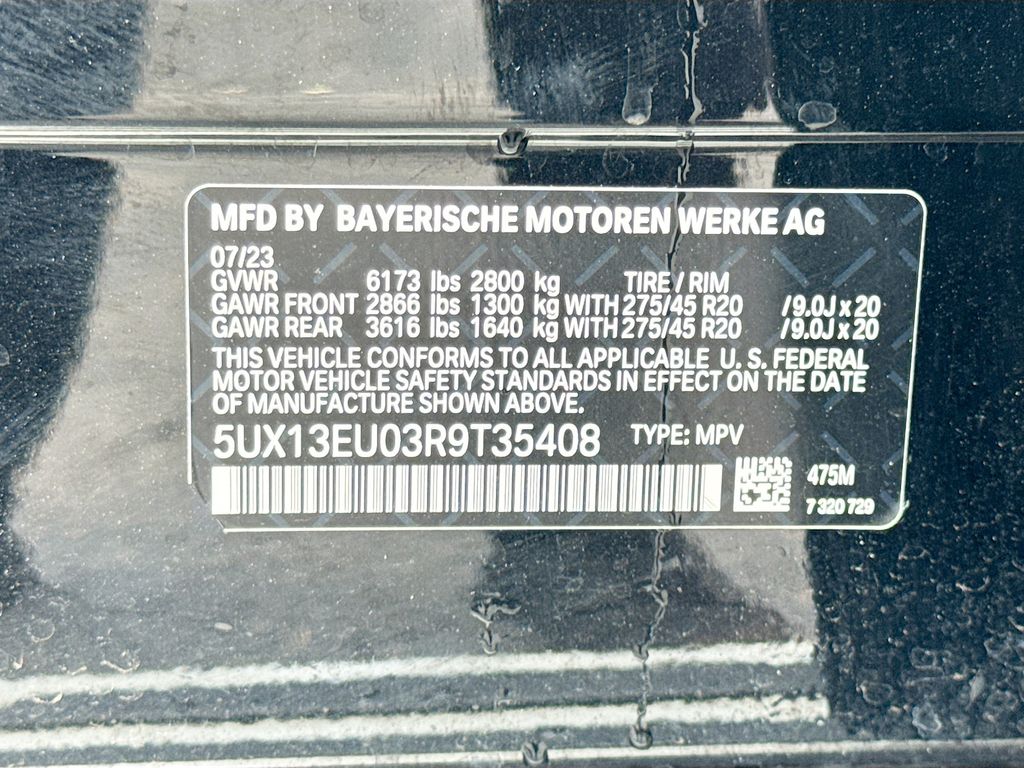 MFD BY BAYERISCHE MOTOREN WERKE AG
07/23
GVWR 6173 lbs 2800 kg TIRE / RIM
GAWR FRONT 2866 lbs 1300 kg WITH 275/45 R20 / 9.0J x 20
GAWR REAR 3616 lbs 1640 kg WITH 275/45 R20 / 9.0J x 20
THIS VEHICLE CONFORMS TO ALL APPLICABLE U. S. FEDERAL
MOTOR VEHICLE SAFETY STANDARDS IN EFFECT ON THE DATE
OF MANUFACTURE SHOWN ABOVE.
5UX13EU03R9T35408 TYPE: MPV
475M
7 320 729